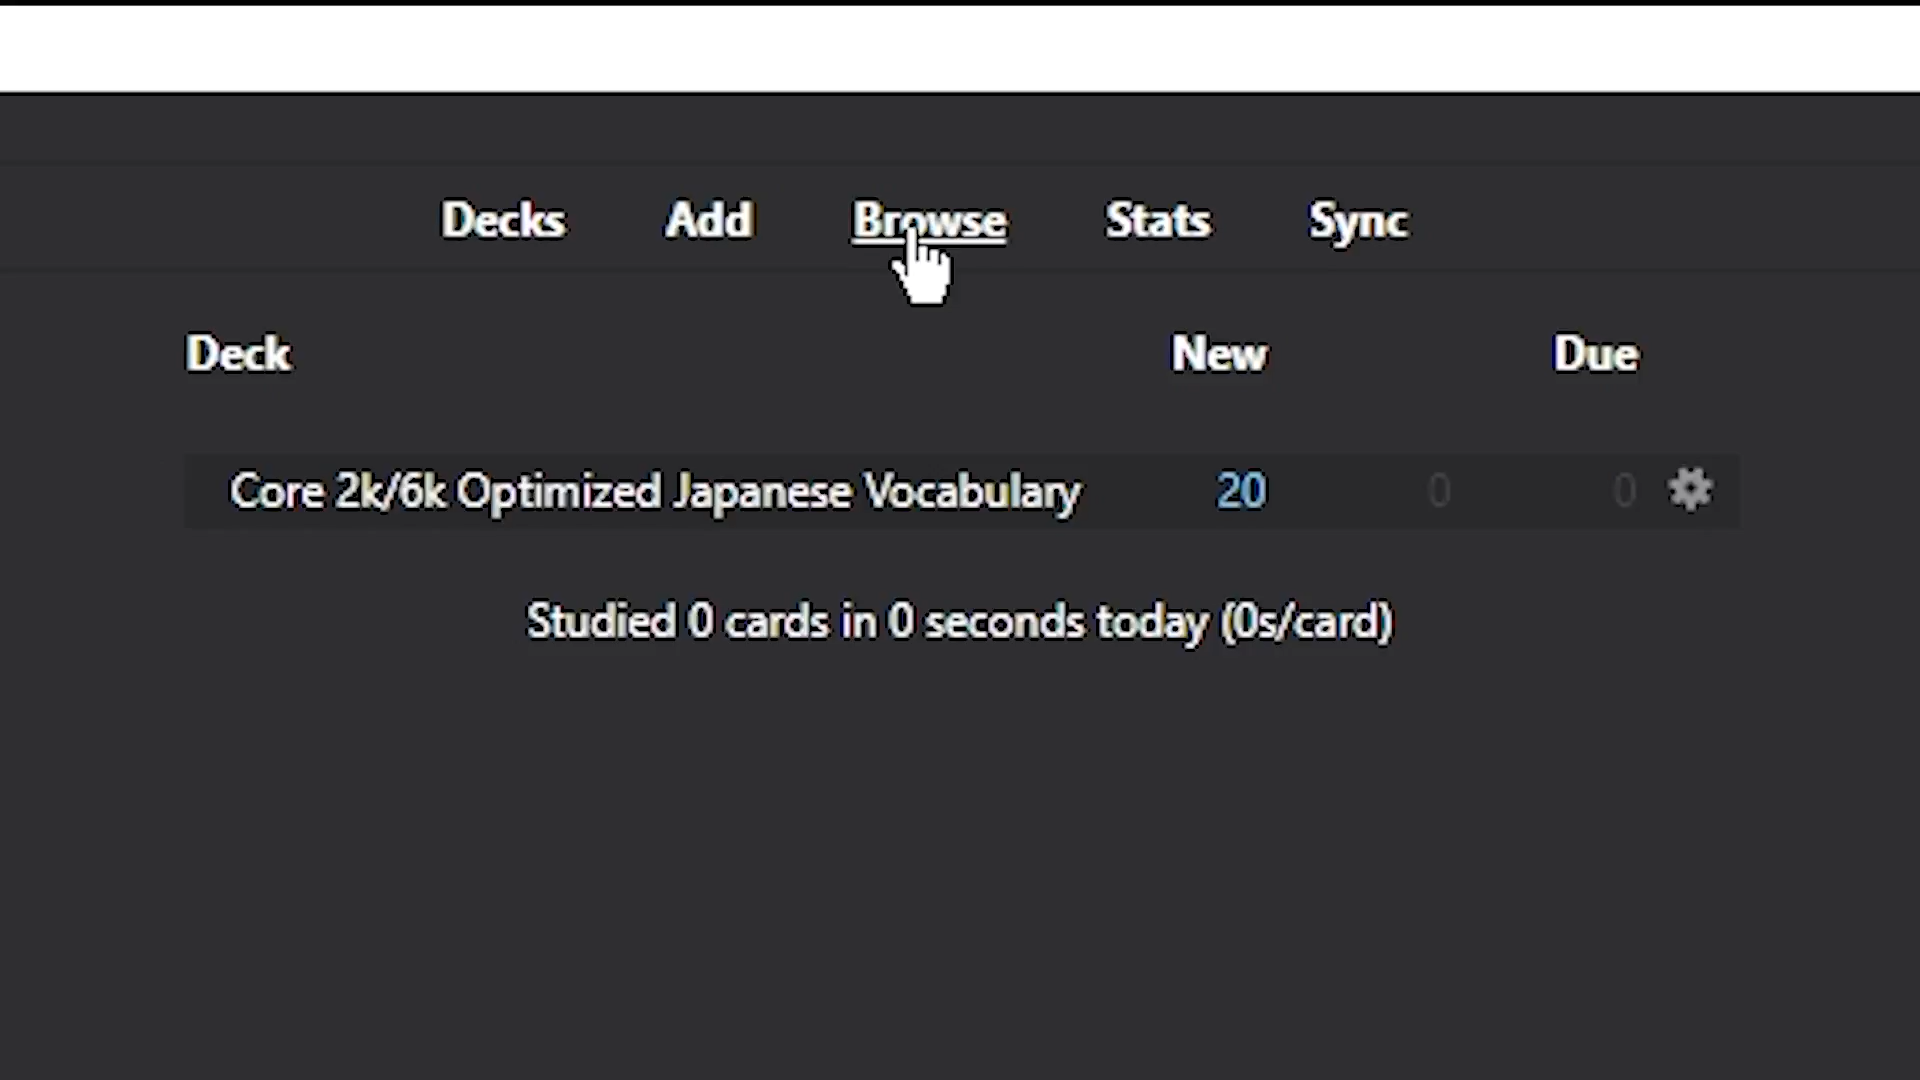 Decks Add Browse Stats Sync
Deck New Due
Core 2k/6k Optimized Japanese Vocabulary 20 0 0
Studied 0 cards in 0 seconds today (0s/card)